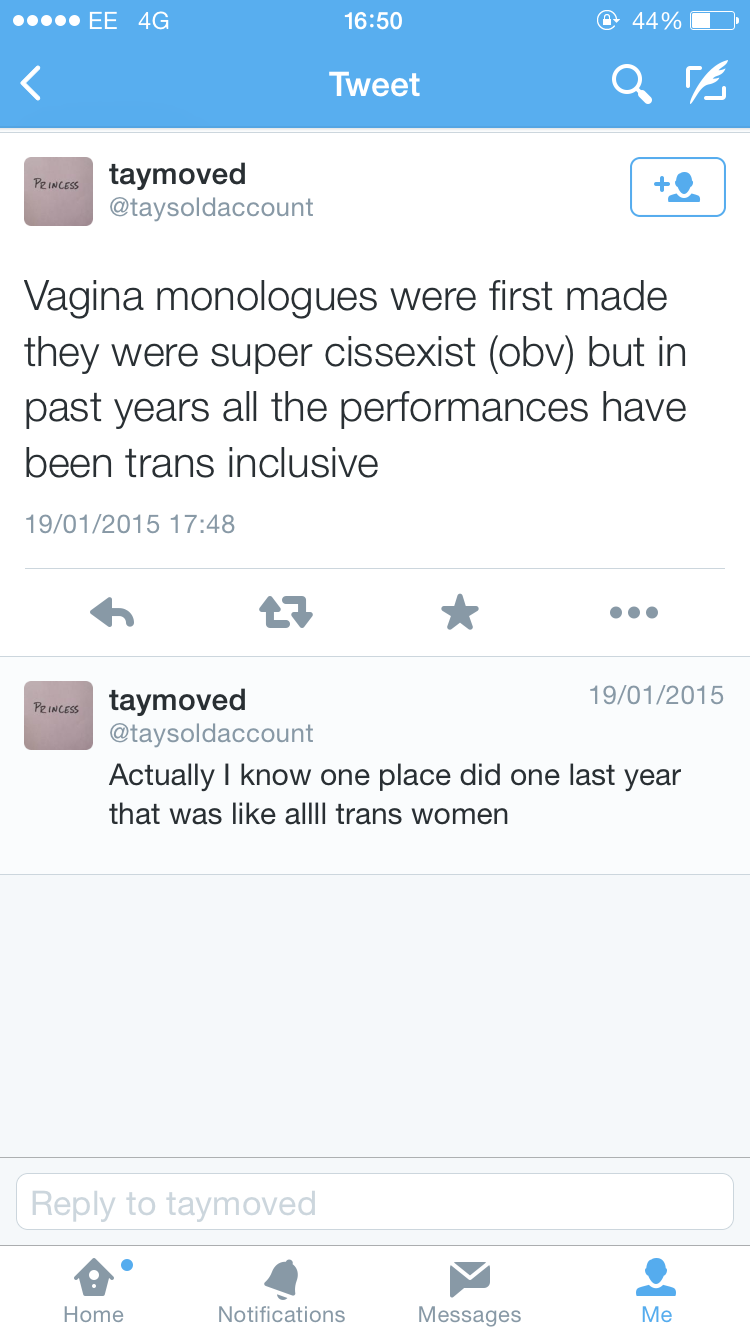 EE 4G 16:50 44%
Tweet
PRINCESS
taymoved
@taysoldaccount
Vagina monologues were first made
they were super cissexist (obv) but in
past years all the performances have
been trans inclusive
19/01/2015 17:48
PRINCESS
taymoved 19/01/2015
@taysoldaccount
Actually I know one place did one last year
that was like allll trans women
Reply to taymoved
Home Notifications Messages Me